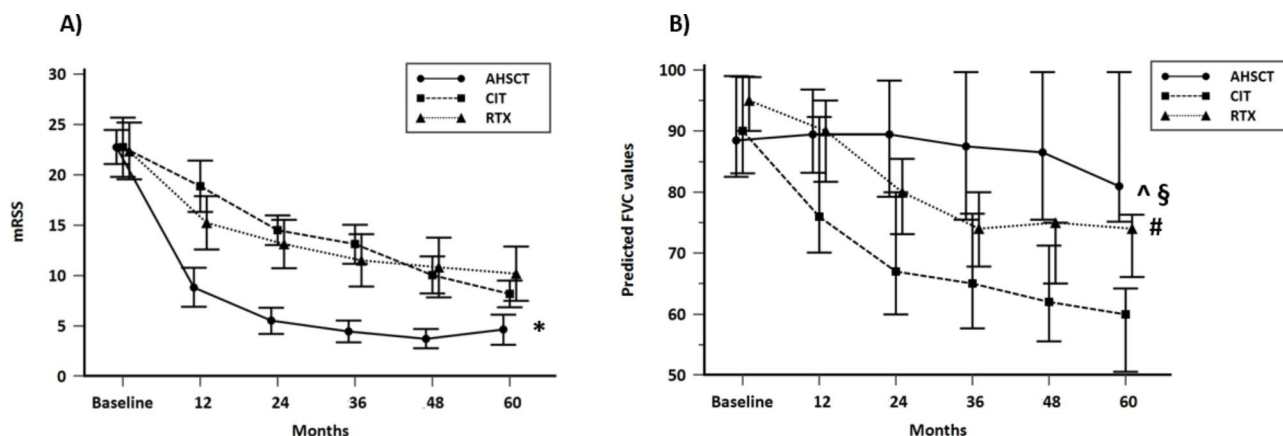 A)
mRSS
30
25
20
15
10
5
0
AHSCT
CIT
RTX
*
Baseline 12 24 36 48 60
Months
B)
Predicted FVC values
100
90
80
70
60
50
AHSCT
CIT
RTX
^ §
#
Baseline 12 24 36 48 60
Months